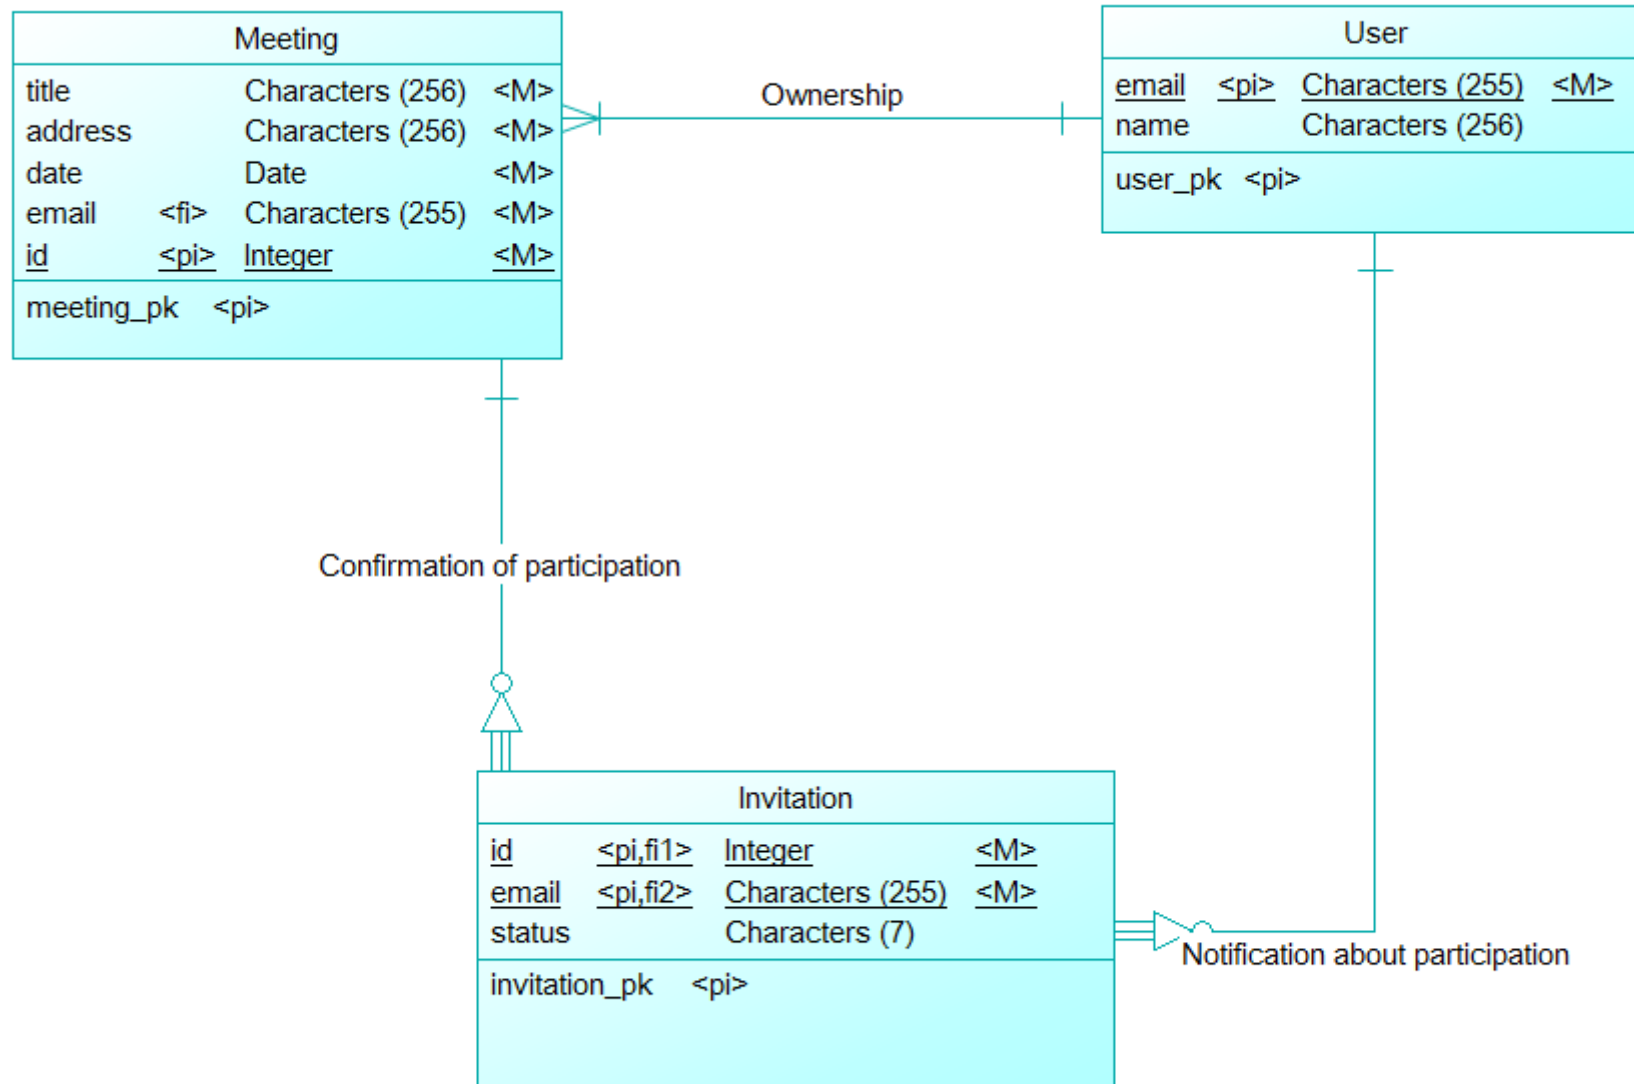 Meeting
title Characters (256) <M>
address Characters (256) <M>
date Date <M>
email <fi> Characters (255) <M>
id <pi> Integer <M>
meeting_pk <pi>
Ownership
User
email <pi> Characters (255) <M>
name Characters (256)
user_pk <pi>
Confirmation of participation
Invitation
id <pi,fi1> Integer <M>
email <pi,fi2> Characters (255) <M>
status Characters (7)
invitation_pk <pi>
Notification about participation